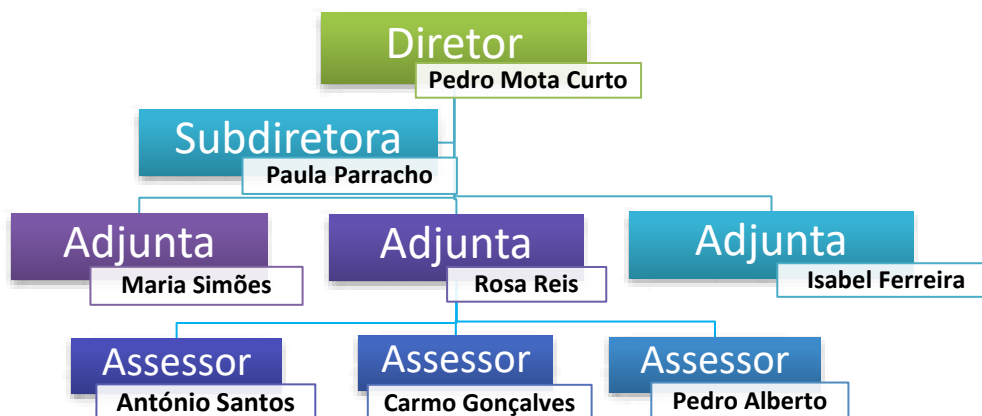 Diretor
Pedro Mota Curto
Subdiretora
Paula Parracho
Adjunta
Maria Simões
Adjunta
Rosa Reis
Adjunta
Isabel Ferreira
Assessor
António Santos
Assessor
Carmo Gonçalves
Assessor
Pedro Alberto